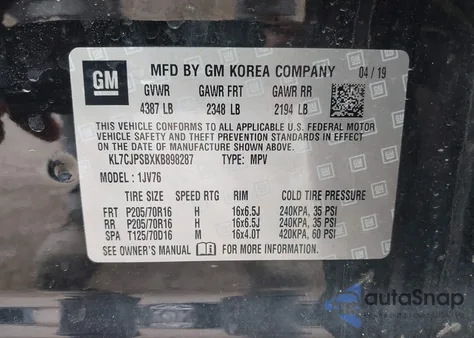 GM
MFD BY GM KOREA COMPANY 04 / 19
GVWR GAWR FRT GAWR RR
4387 LB 2348 LB 2194 LB
THIS VEHICLE CONFORMS TO ALL APPLICABLE U.S. FEDERAL MOTOR
VEHICLE SAFETY AND THEFT PREVENTION STANDARDS IN EFFECT ON
THE DATE OF MANUFACTURE SHOWN ABOVE.
KL7CJPSBXKB898287 TYPE: MPV
MODEL: 1JV76
TIRE SIZE SPEED RTG RIM COLD TIRE PRESSURE
FRT P205/70R16 H 16x6.5J 240KPA, 35 PSI
RR P205/70R16 H 16x6.5J 240KPA, 35 PSI
SPA T125/70D16 M 16x4.0T 420KPA, 60 PSI
SEE OWNER'S MANUAL FOR MORE INFORMATION.
autoSnap